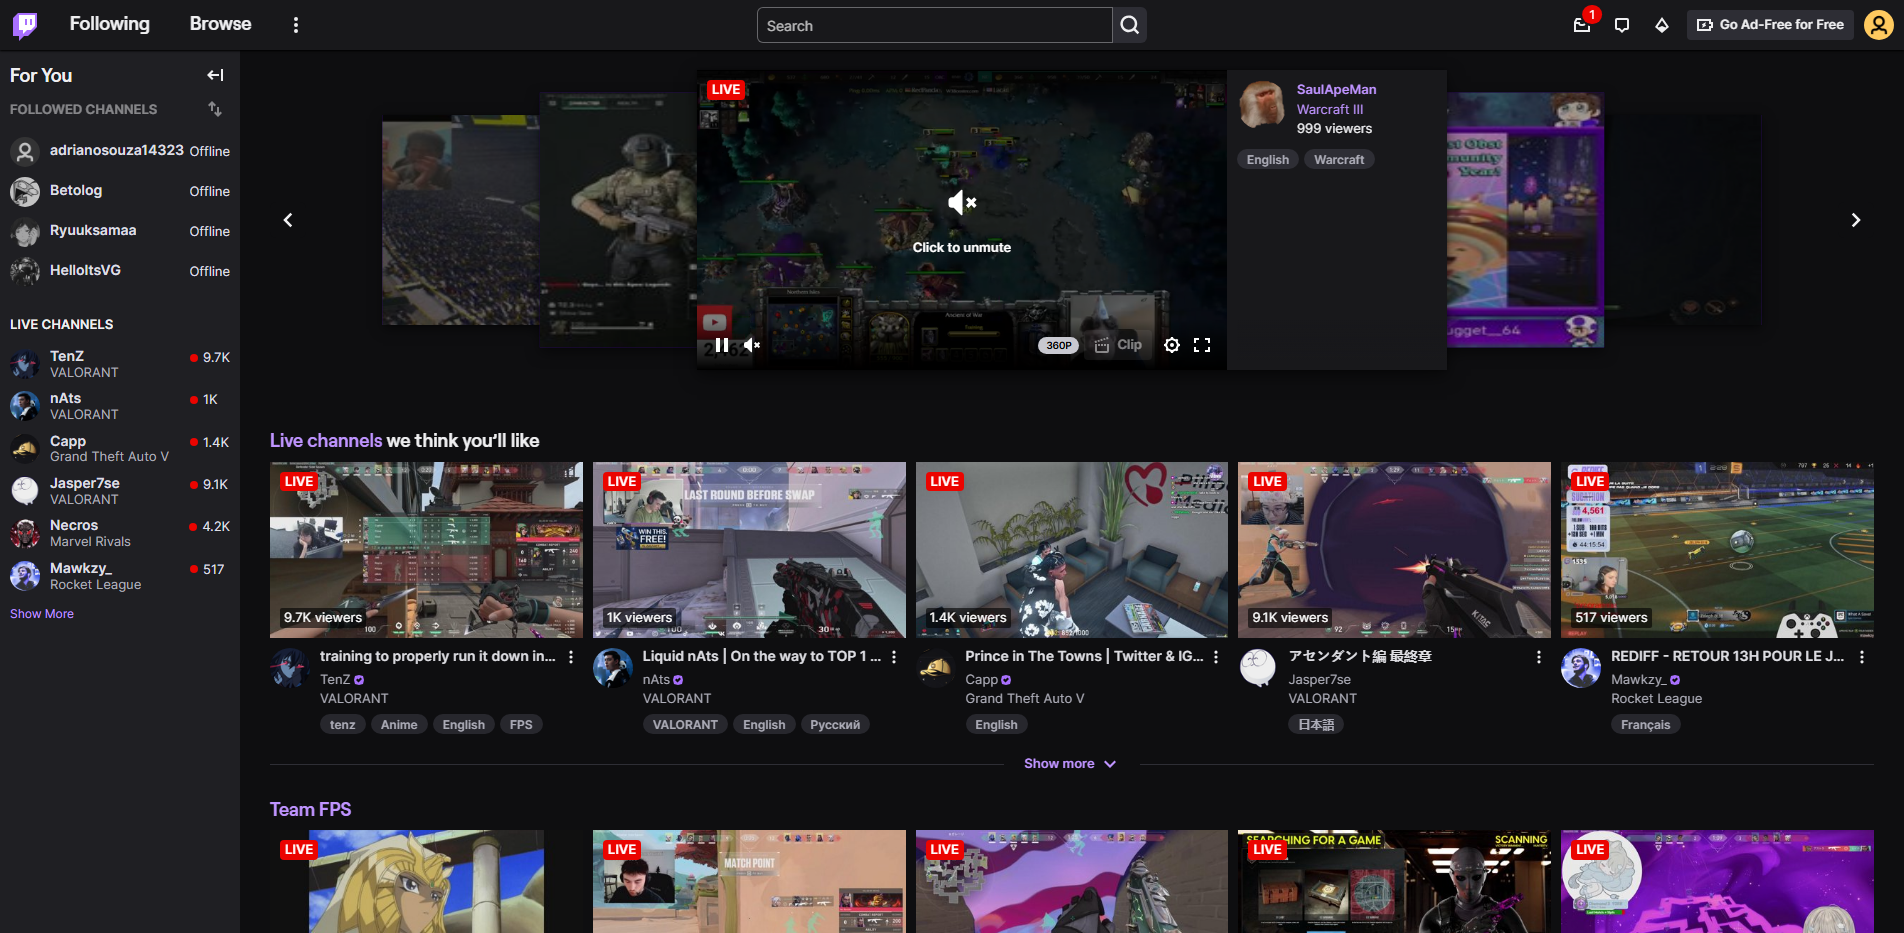 Following
Browse
Search
1
Go Ad-Free for Free
For You
FOLLOWED CHANNELS
adrianosouza14323 Offline
Betolog Offline
Ryuuksamaa Offline
HelloItsVG Offline
LIVE CHANNELS
TenZ 9.7K
VALORANT
nAts 1K
VALORANT
Capp 1.4K
Grand Theft Auto V
Jasper7se 9.1K
VALORANT
Necros 4.2K
Marvel Rivals
Mawkzy_ 517
Rocket League
Show More
LIVE
Click to unmute
360P
Clip
SaulApeMan
Warcraft III
999 viewers
English
Warcraft
Live channels we think you'll like
LIVE
9.7K viewers
training to properly run it down in...
TenZ
VALORANT
tenz Anime English FPS
LIVE
LAST ROUND BEFORE SWAP
WIN THIS.
FREE!
1K viewers
Liquid nAts | On the way to TOP 1 ...
nAts
VALORANT
VALORANT English Русский
LIVE
1.4K viewers
Prince in The Towns | Twitter & IG...
Capp
Grand Theft Auto V
English
LIVE
9.1K viewers
アセンダント編 最終章
Jasper7se
VALORANT
日本語
LIVE
4,561
44:15:54
517 viewers
REDIFF - RETOUR 13H POUR LE J...
Mawkzy_
Rocket League
Français
Show more
Team FPS
LIVE
LIVE
MATCH POINT
LIVE
LIVE
SEARCHING FOR A GAME
SCANNING
LIVE